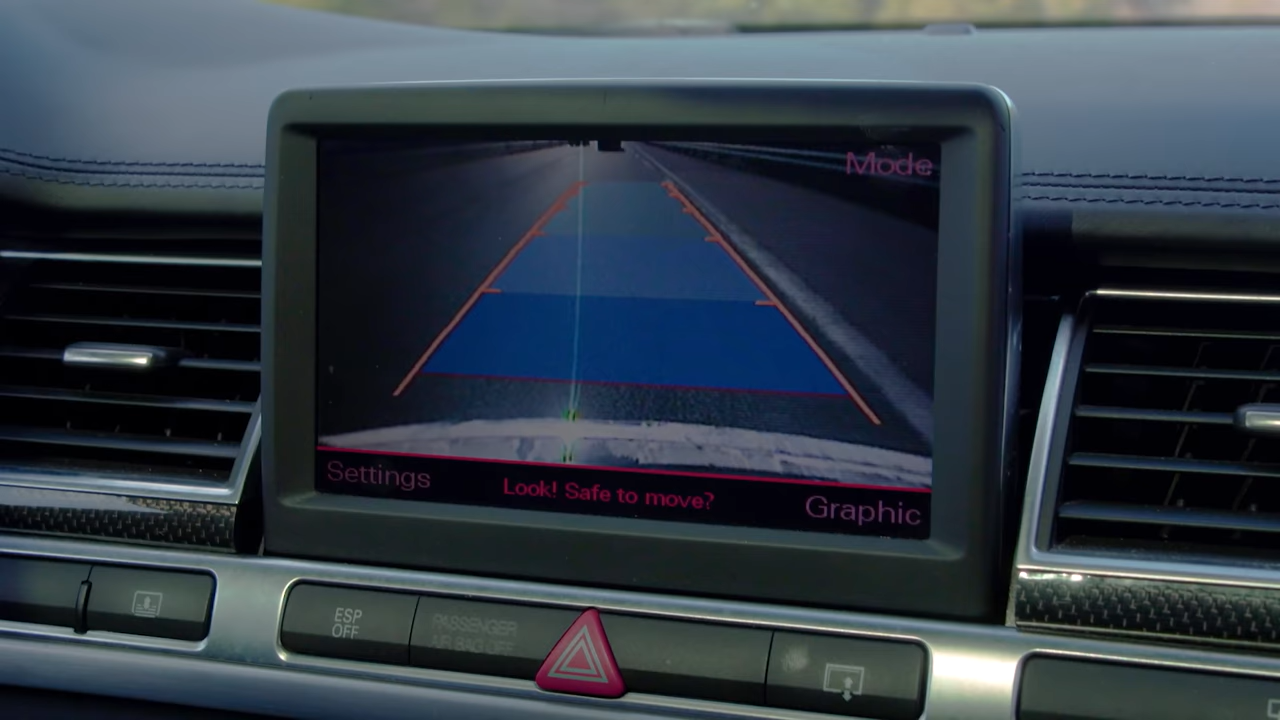 Mode
Settings
Look! Safe to move?
Graphic
ESP
OFF
PASSENGER
AIR BAG OFF